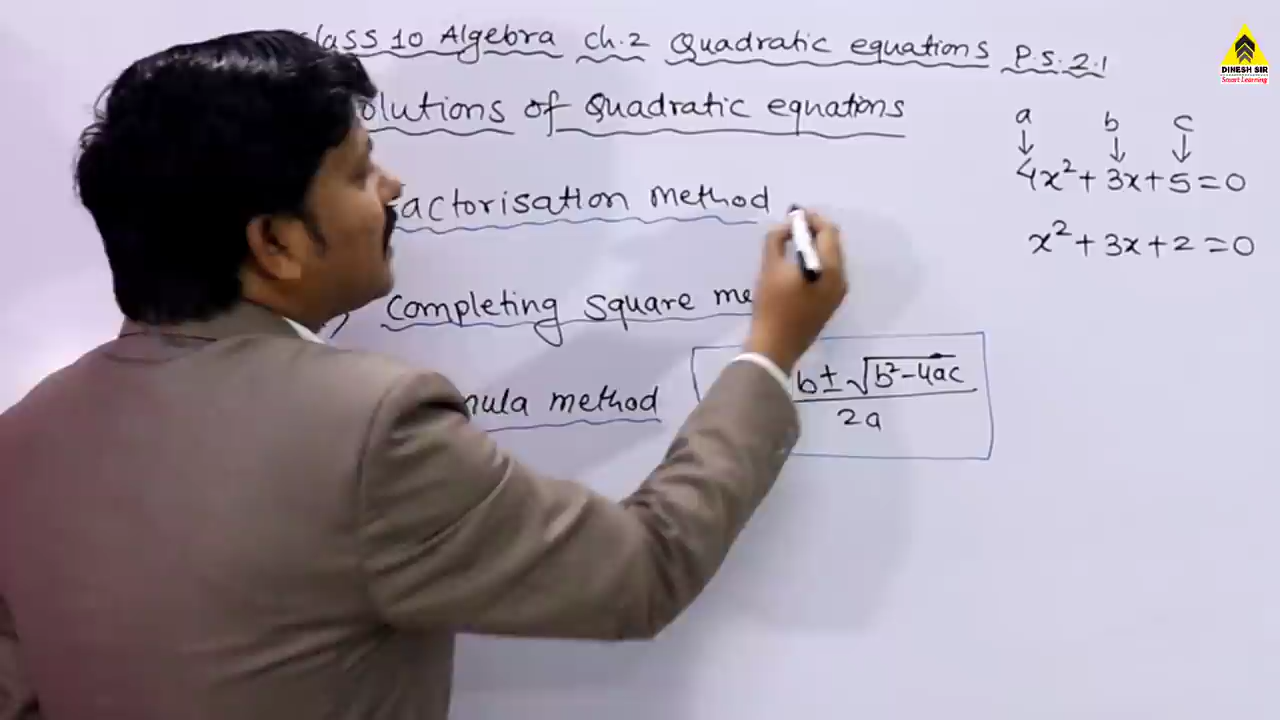 class 10 Algebra ch.2 Quadratic equations P.S. 2.1
olutions of Quadratic equations
actorisation method
completing square me
mula method
b ± √b²-4ac
2a
a b c
↓ ↓ ↓
4x² + 3x + 5 = 0
x² + 3x + 2 = 0
DINESH SIR
Smart Learning